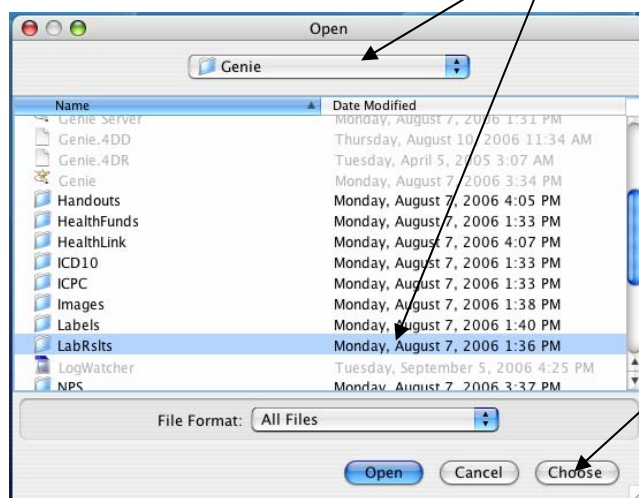 Open
Genie
Name Date Modified
Genie Server Monday, August 7, 2006 1:31 PM
Genie.4DD Thursday, August 10, 2006 11:34 AM
Genie.4DR Tuesday, April 5, 2005 3:07 AM
Genie Monday, August 7, 2006 3:34 PM
Handouts Monday, August 7, 2006 4:05 PM
HealthFunds Monday, August 7, 2006 1:33 PM
HealthLink Monday, August 7, 2006 4:07 PM
ICD10 Monday, August 7, 2006 1:33 PM
ICPC Monday, August 7, 2006 1:33 PM
Images Monday, August 7, 2006 1:38 PM
Labels Monday, August 7, 2006 1:40 PM
LabRslts Monday, August 7, 2006 1:36 PM
LogWatcher Tuesday, September 5, 2006 4:25 PM
NPS Monday, August 7, 2006 3:37 PM
File Format: All Files
Open Cancel Choose